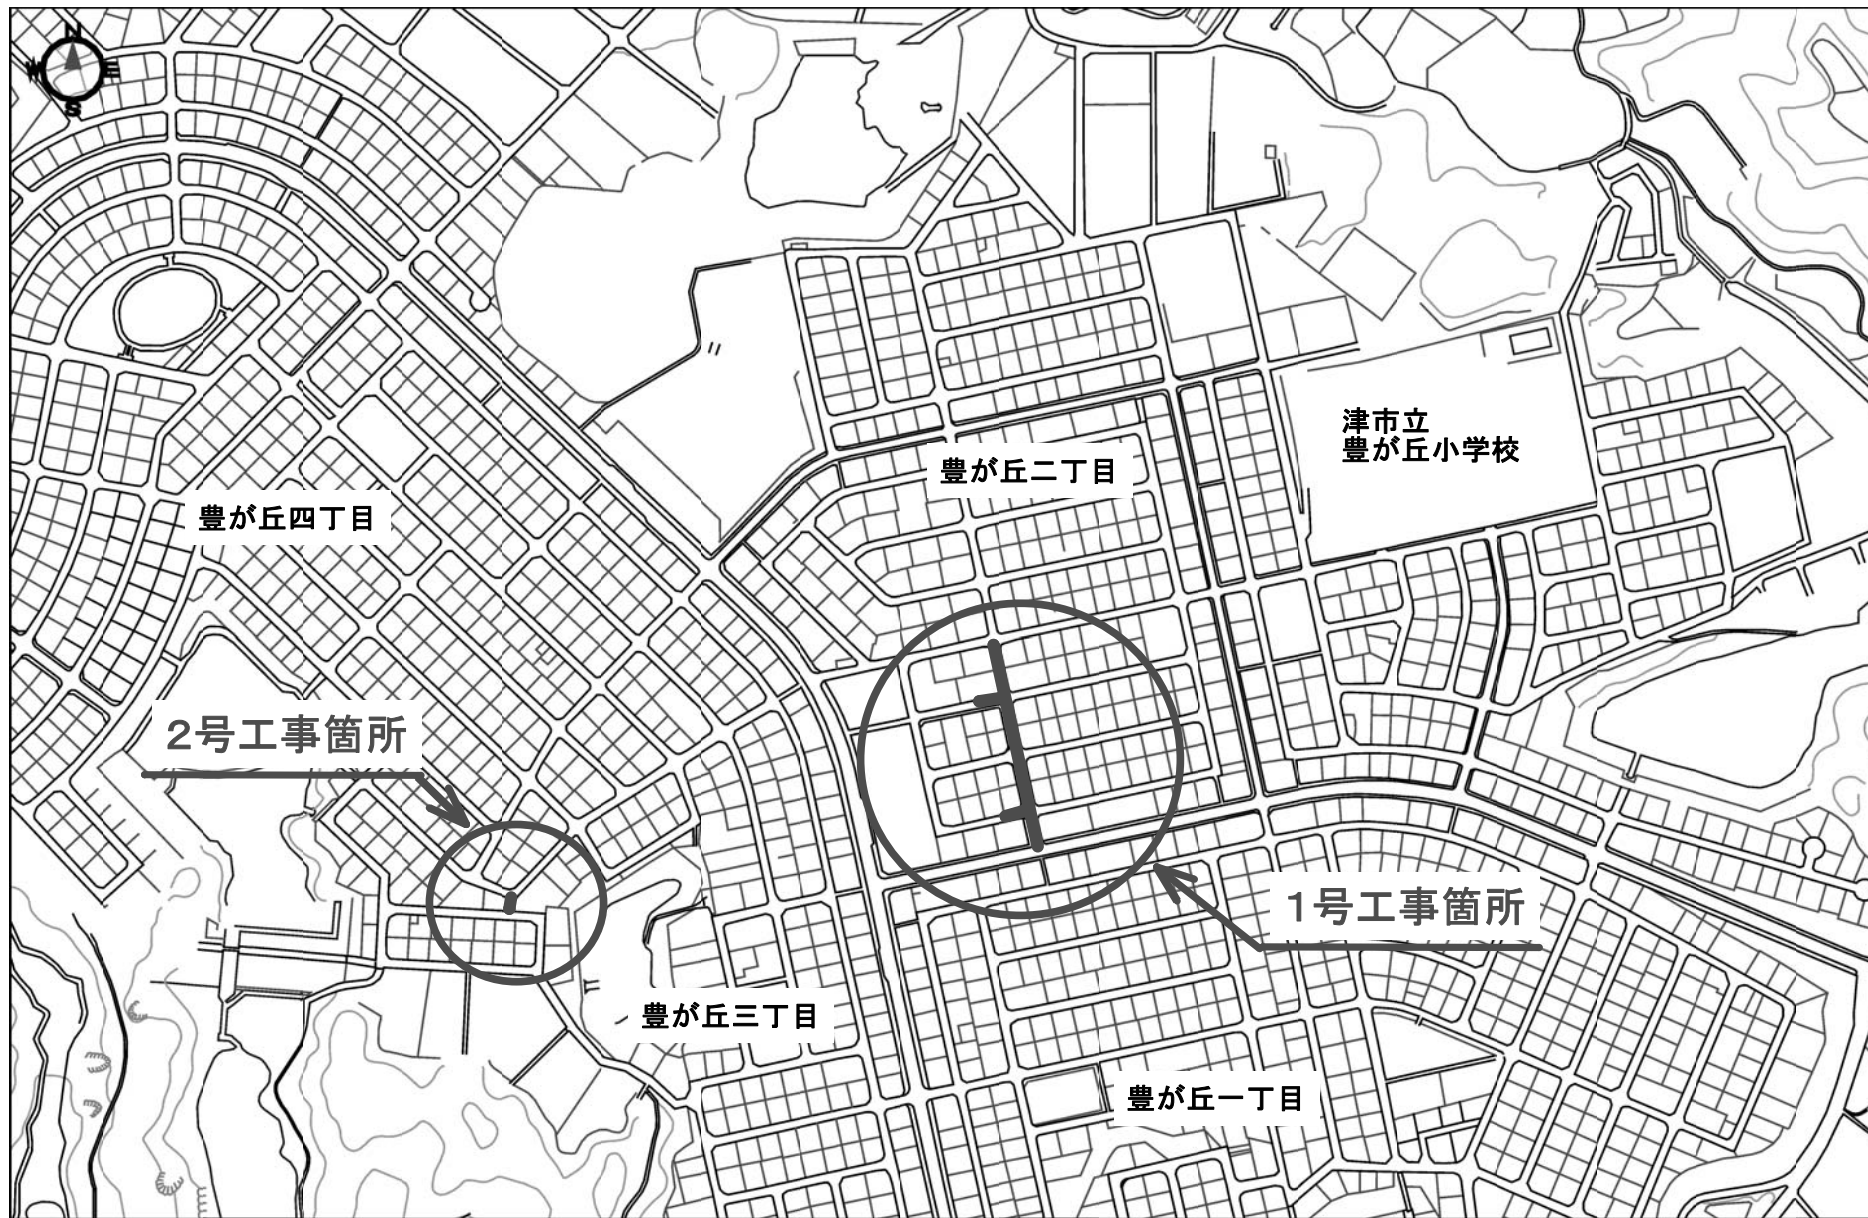 N
W
E
S
津市立
豊が丘小学校
豊が丘二丁目
豊が丘四丁目
2号工事箇所
1号工事箇所
豊が丘三丁目
豊が丘一丁目